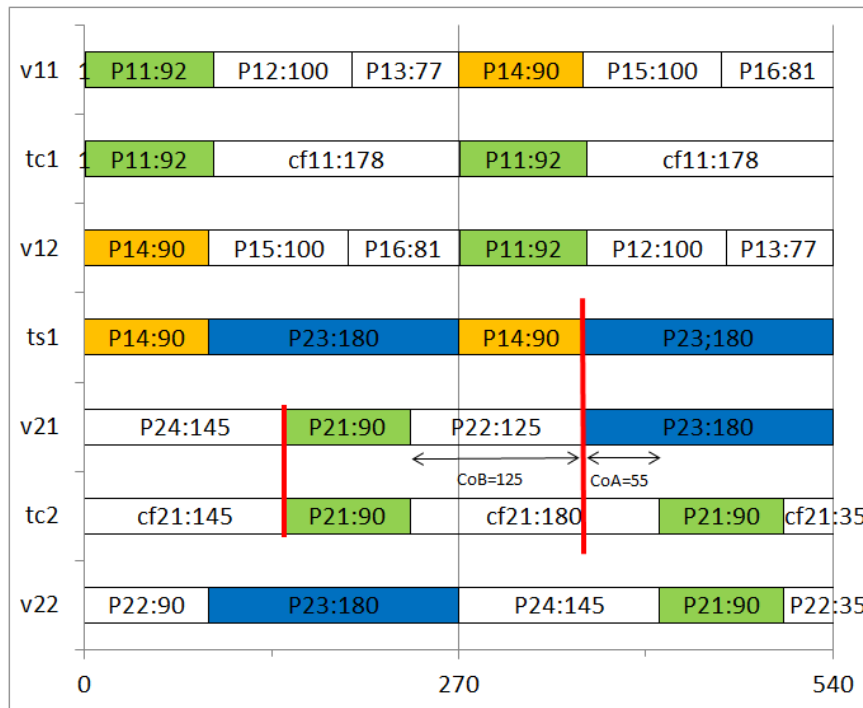 v11 1 P11:92 P12:100 P13:77 P14:90 P15:100 P16:81
tc1 1 P11:92 cf11:178 P11:92 cf11:178
v12 P14:90 P15:100 P16:81 P11:92 P12:100 P13:77
ts1 P14:90 P23:180 P14:90 P23;180
v21 P24:145 P21:90 P22:125 P23:180
CoB=125 CoA=55
tc2 cf21:145 P21:90 cf21:180 P21:90 cf21:35
v22 P22:90 P23:180 P24:145 P21:90 P22:35
0 270 540